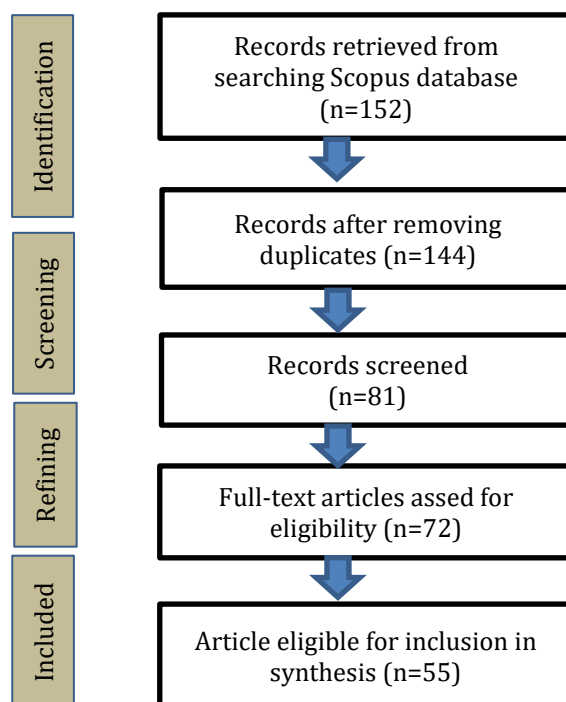 Identification
Records retrieved from
searching Scopus database
(n=152)
Records after removing
duplicates (n=144)
Screening
Records screened
(n=81)
Refining
Full-text articles assed for
eligibility (n=72)
Included
Article eligible for inclusion in
synthesis (n=55)